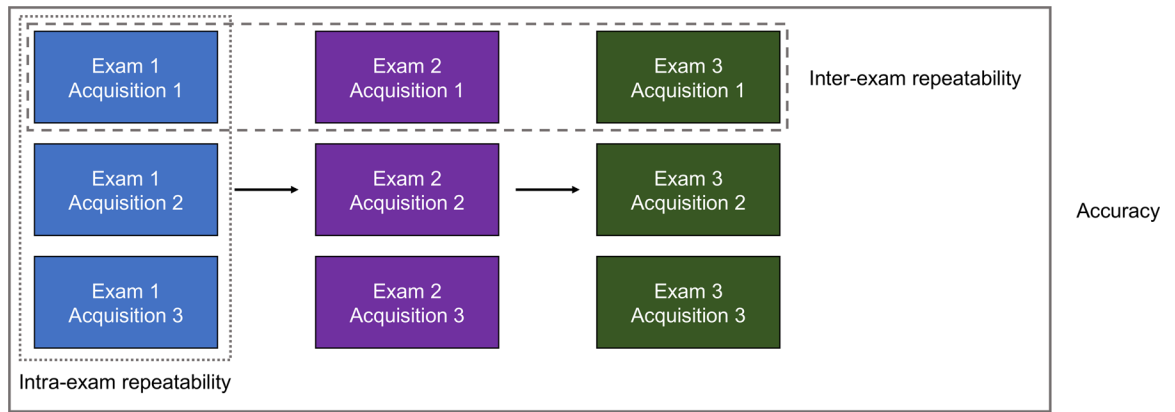 Exam 1
Acquisition 1
Exam 2
Acquisition 1
Exam 3
Acquisition 1
Inter-exam repeatability
Exam 1
Acquisition 2
Exam 2
Acquisition 2
Exam 3
Acquisition 2
Accuracy
Exam 1
Acquisition 3
Exam 2
Acquisition 3
Exam 3
Acquisition 3
Intra-exam repeatability